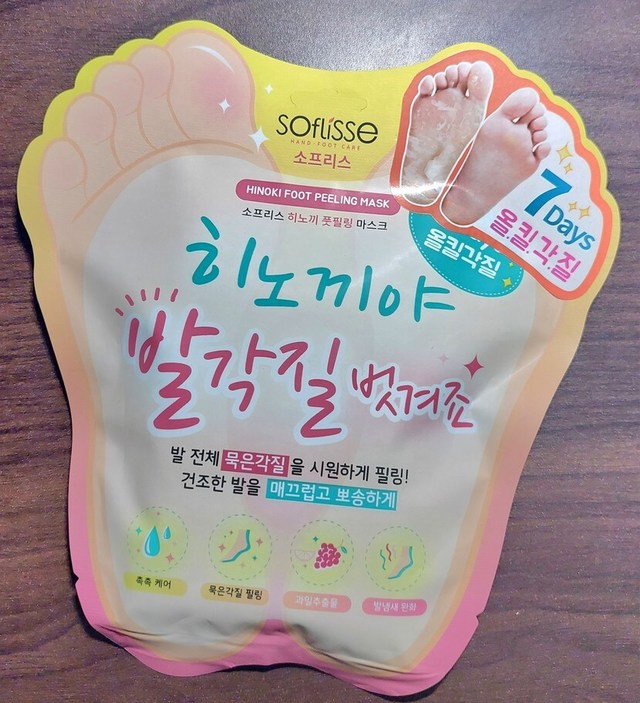 soflisse
HAND·FOOT CARE
소프리스
HINOKI FOOT PEELING MASK
소프리스 히노끼 풋필링 마스크
7
Days
올.킬.각.질
올킬각질
히노끼야
발각질 벗겨죠
발 전체 묵은각질을 시원하게 필링!
건조한 발을 매끄럽고 뽀송하게
촉촉 케어
묵은각질 필링
과일추출물
발냄새 완화